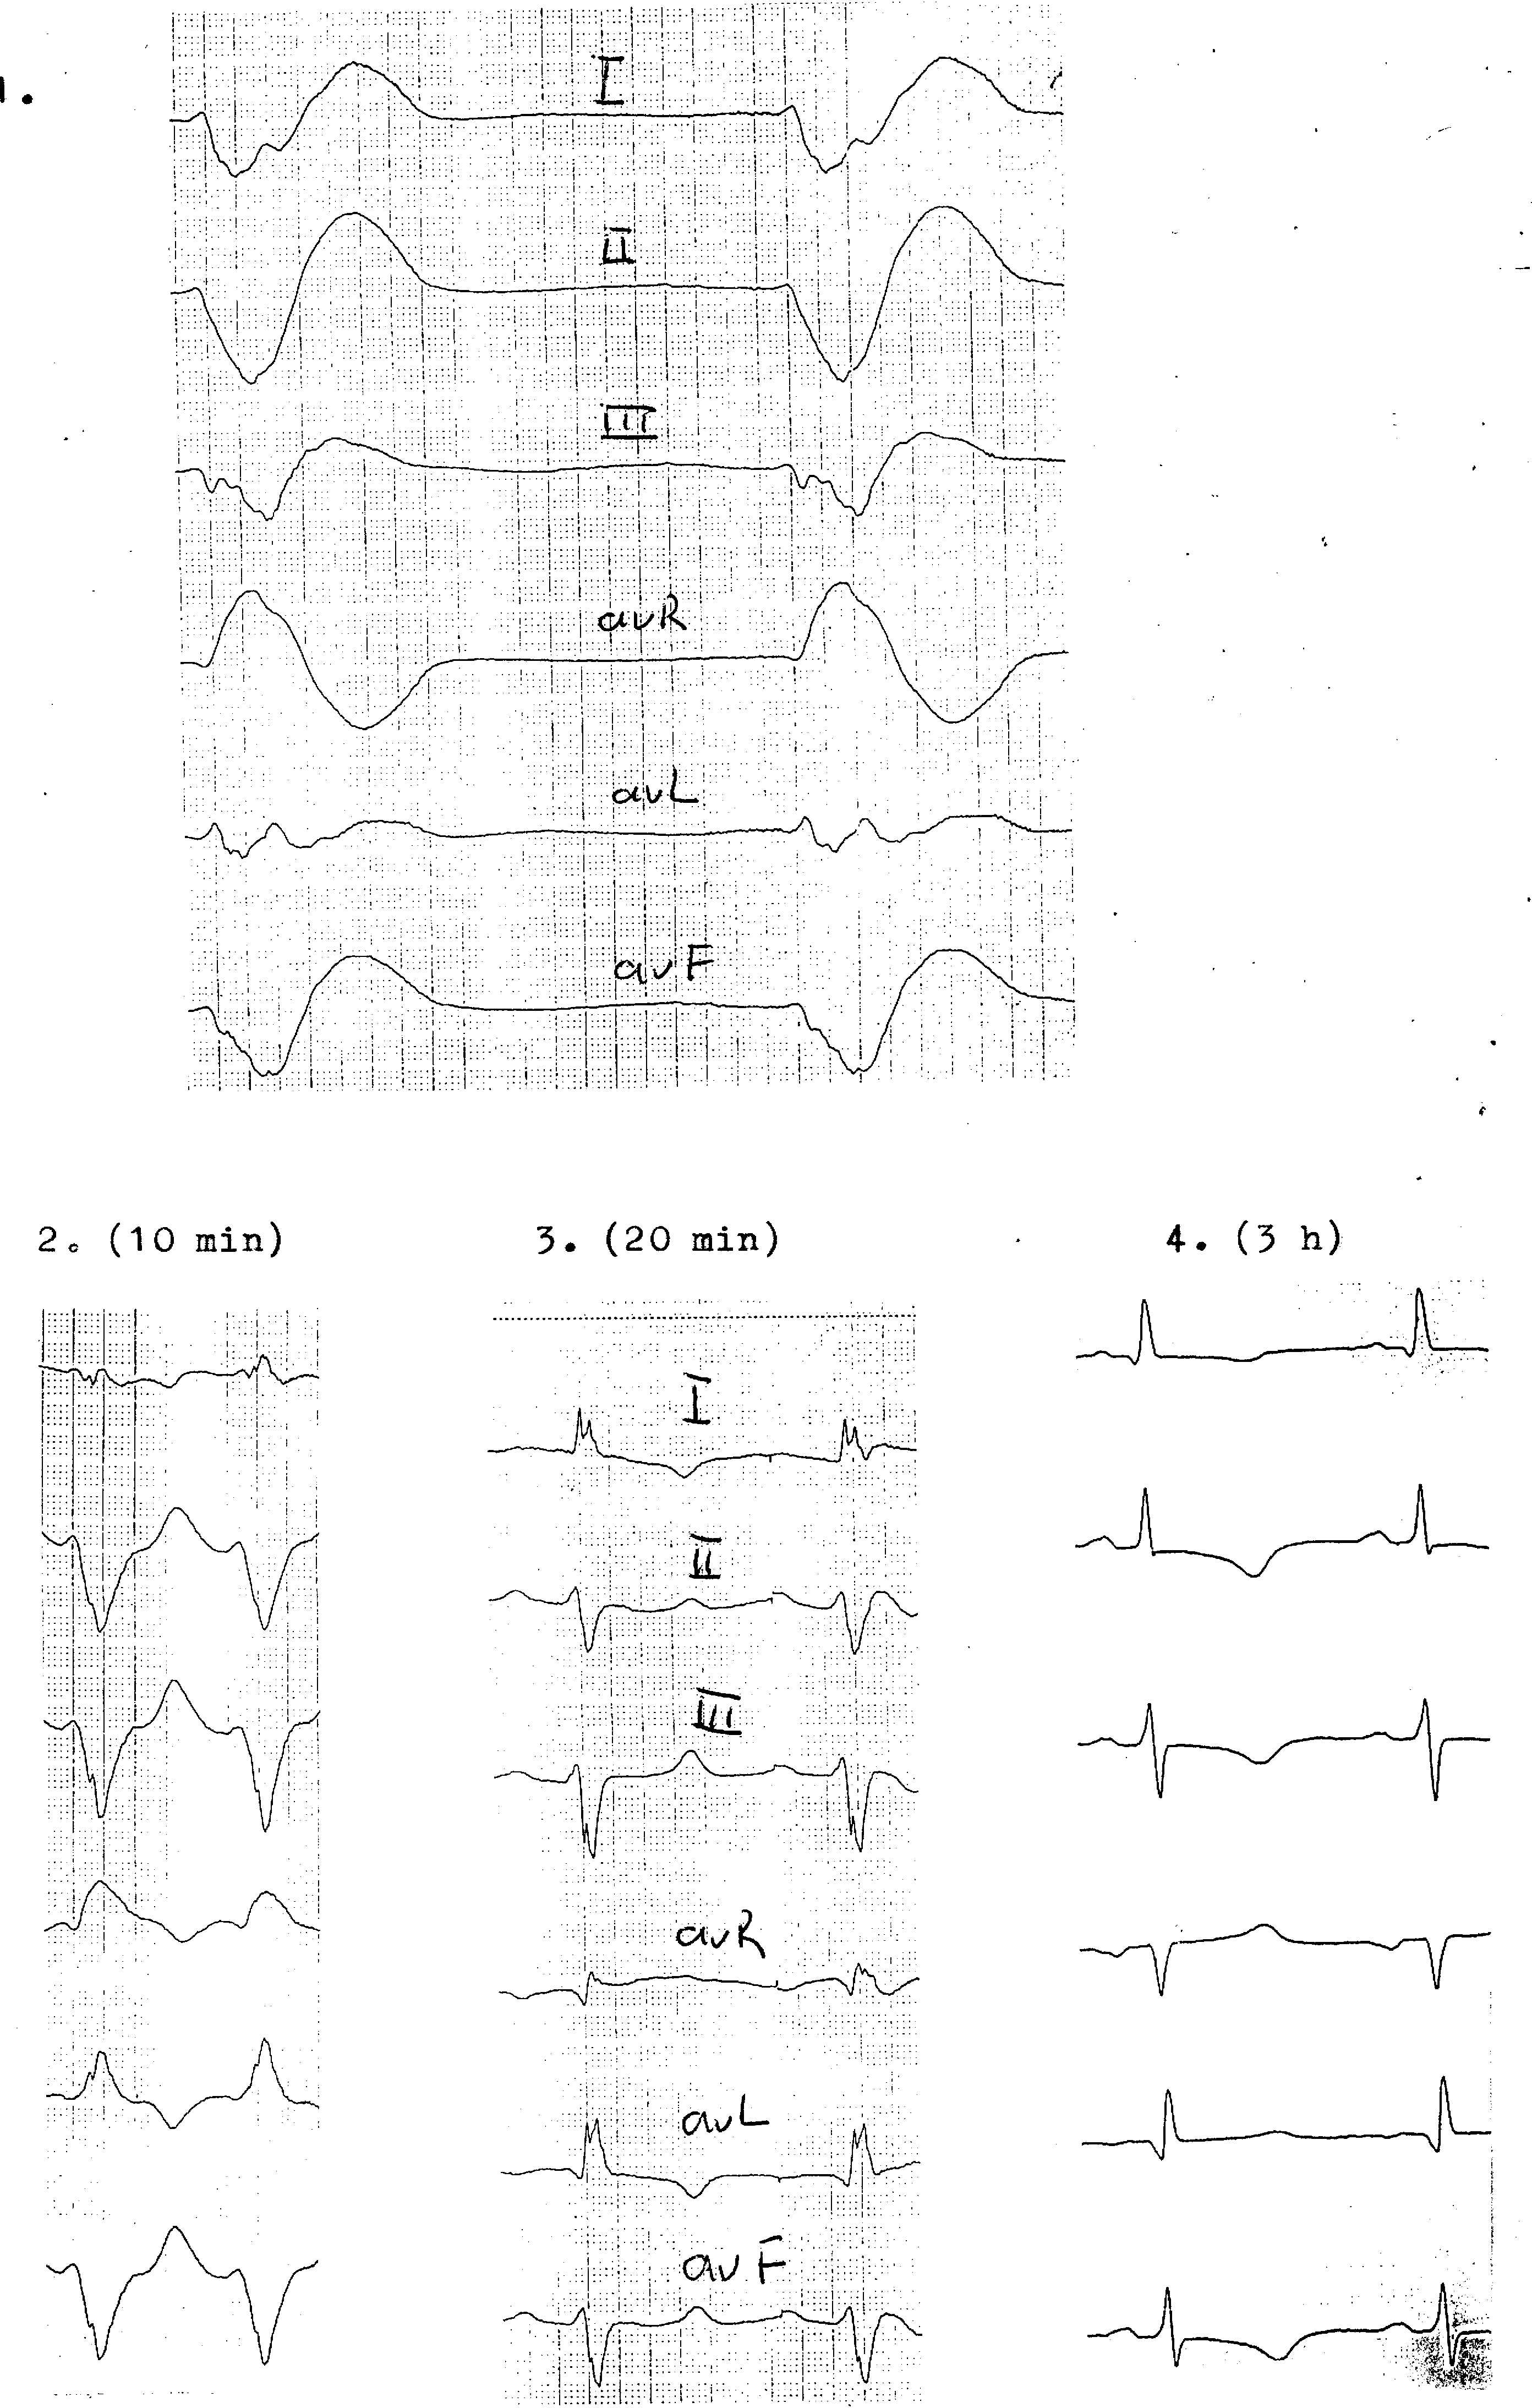 1.
I
II
III
avR
avL
avF
2. (10 min)
3. (20 min)
4. (3 h)
I
II
III
avR
avL
avF